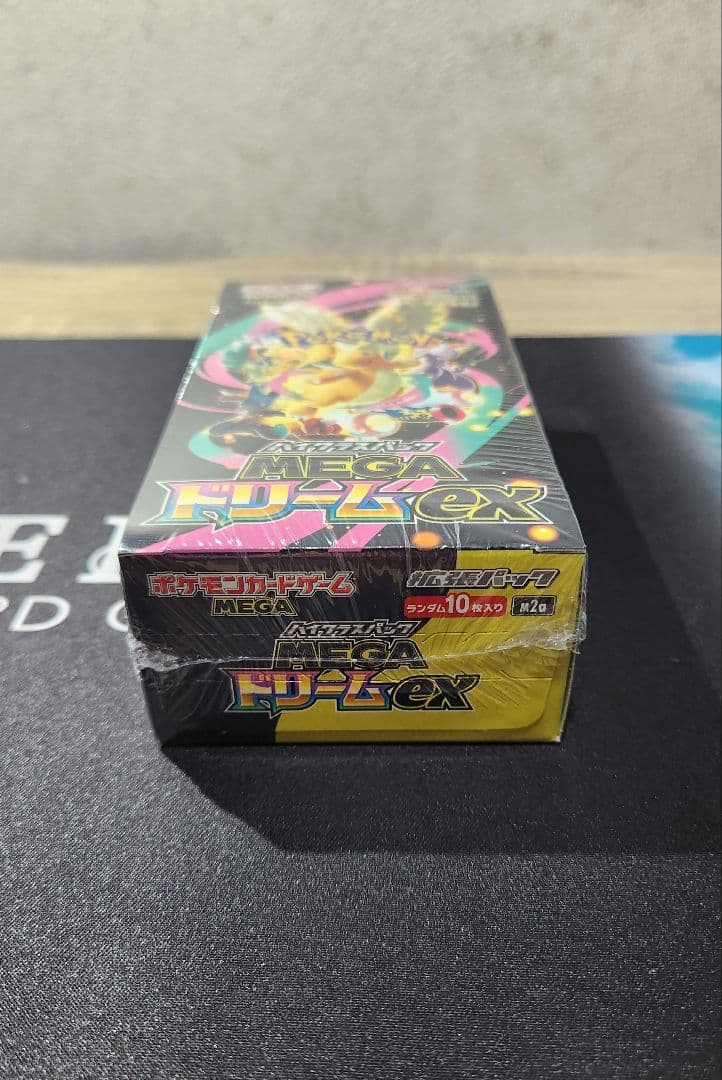 Pokémon
ハイクラスパック
MEGA
ドリームex
ポケモンカードゲーム
MEGA
拡張パック
ランダム10枚入り
M2a
ハイクラスパック
MEGA
ドリームex